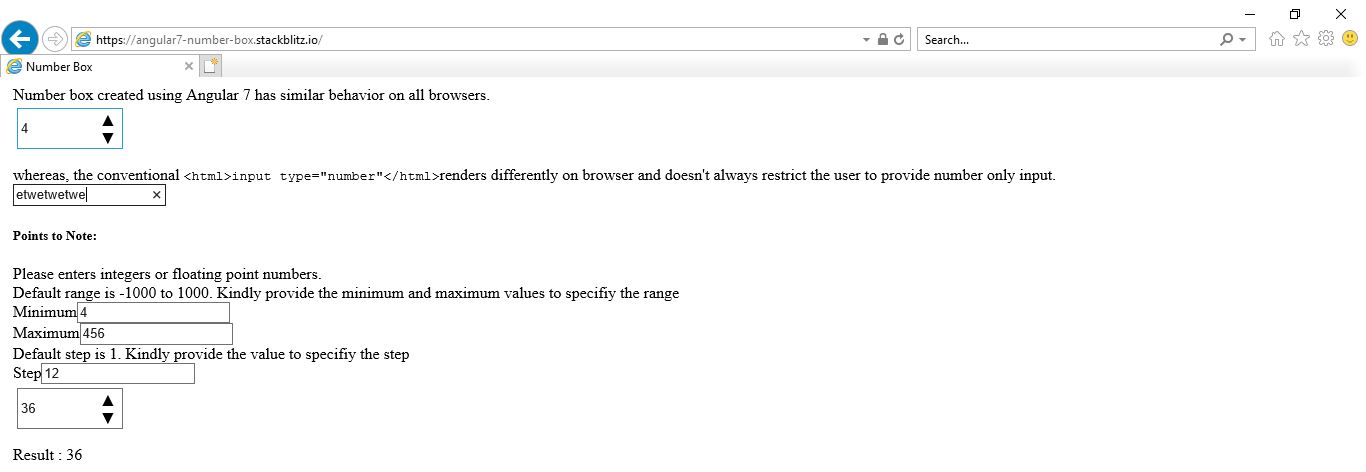 https://angular7-number-box.stackblitz.io/
Search...
Number Box
Number box created using Angular 7 has similar behavior on all browsers.
4
whereas, the conventional <html>input type="number"</html>renders differently on browser and doesn't always restrict the user to provide number only input.
etwetwetwe
Points to Note:
Please enters integers or floating point numbers.
Default range is -1000 to 1000. Kindly provide the minimum and maximum values to specifiy the range
Minimum 4
Maximum 456
Default step is 1. Kindly provide the value to specifiy the step
Step 12
36
Result : 36